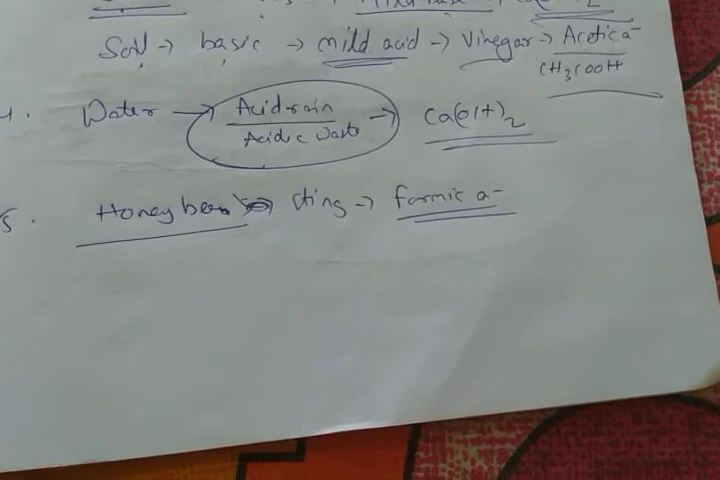 Soil → basic → mild acid → Vinegar → Acetic a-
CH3COOH
4. Water → Acid rain → Ca(OH)2
Acidic waste
5. Honey bee sting → formic a-